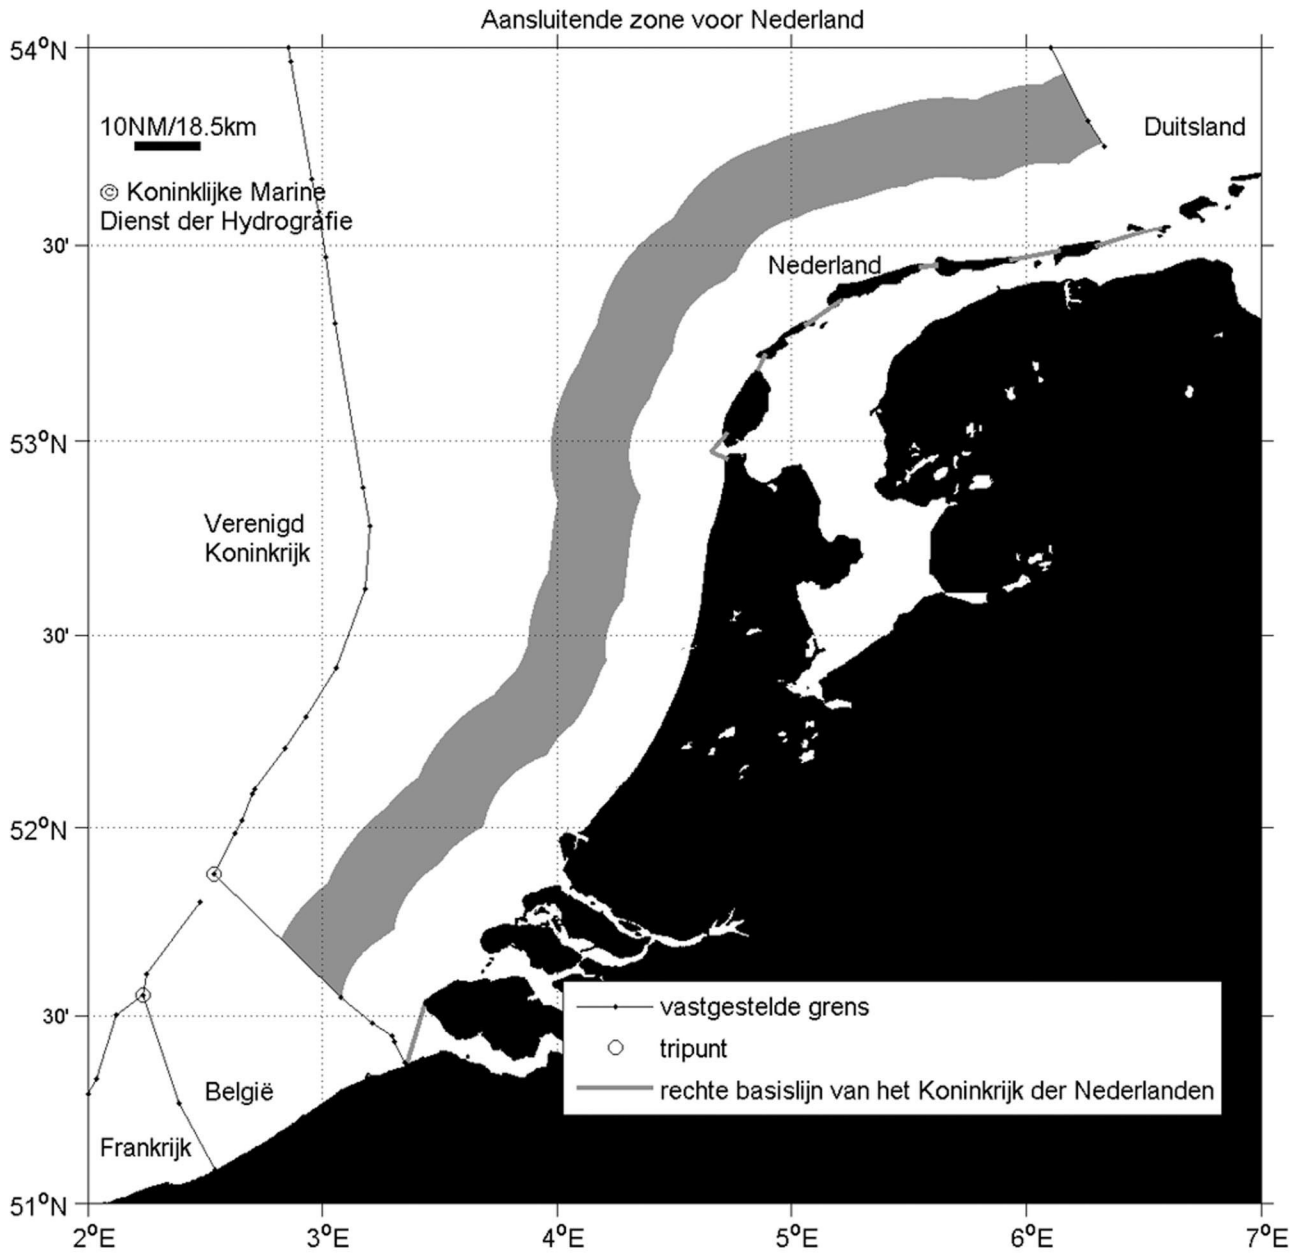 Aansluitende zone voor Nederland
54°N
10NM/18.5km
Duitsland
© Koninklijke Marine
Dienst der Hydrografie
30'
Nederland
53°N
Verenigd
Koninkrijk
30'
52°N
30'
vastgestelde grens
tripunt
rechte basislijn van het Koninkrijk der Nederlanden
België
Frankrijk
51°N
2°E 3°E 4°E 5°E 6°E 7°E